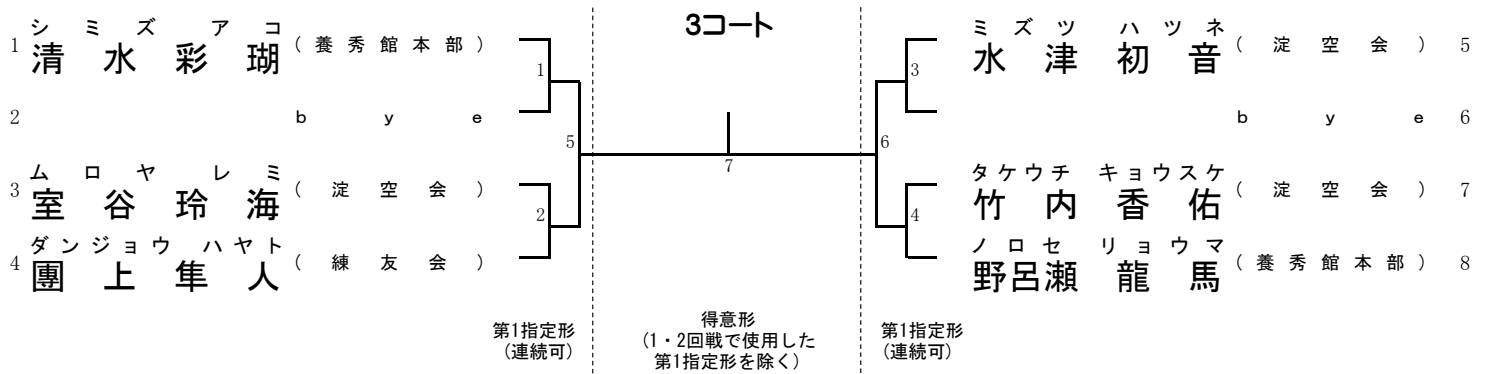 3コート
シミズ アコ
1 清水彩瑚 (養秀館本部)
2 bye
ムロヤ レミ
3 室谷玲海 (淀空会)
ダンジョウ ハヤト
4 團上隼人 (練友会)
1
2
5
7
3
4
6
ミズツ ハツネ
水津初音 (淀空会) 5
bye 6
タケウチ キョウスケ
竹内香佑 (淀空会) 7
ノロセ リョウマ
野呂瀬龍馬 (養秀館本部) 8
第1指定形
(連続可)
得意形
(1・2回戦で使用した
第1指定形を除く)
第1指定形
(連続可)